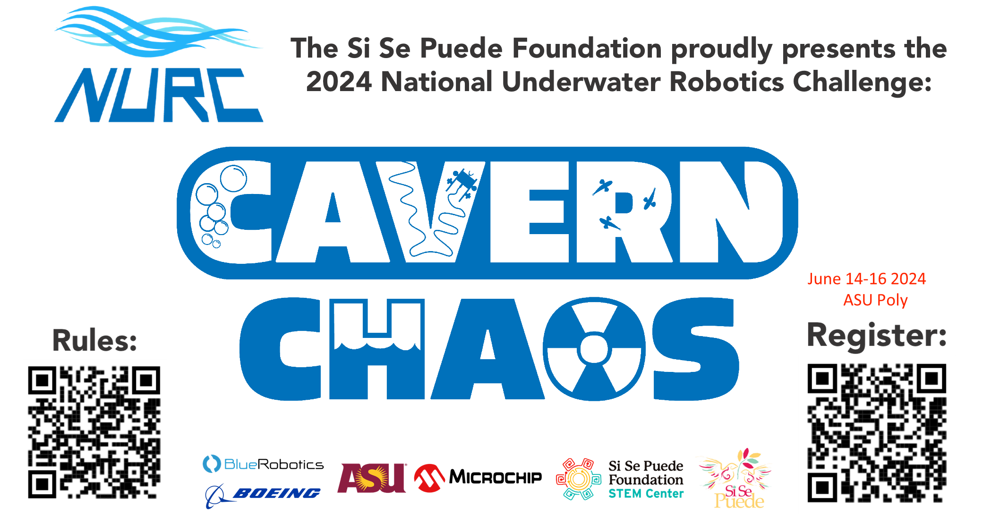 NURC
The Si Se Puede Foundation proudly presents the
2024 National Underwater Robotics Challenge:
CAVERN
CHAOS
June 14-16 2024
ASU Poly
Rules:
Register:
BlueRobotics
BOEING
ASU
MICROCHIP
Si Se Puede
Foundation
STEM Center
Si Se
Puede